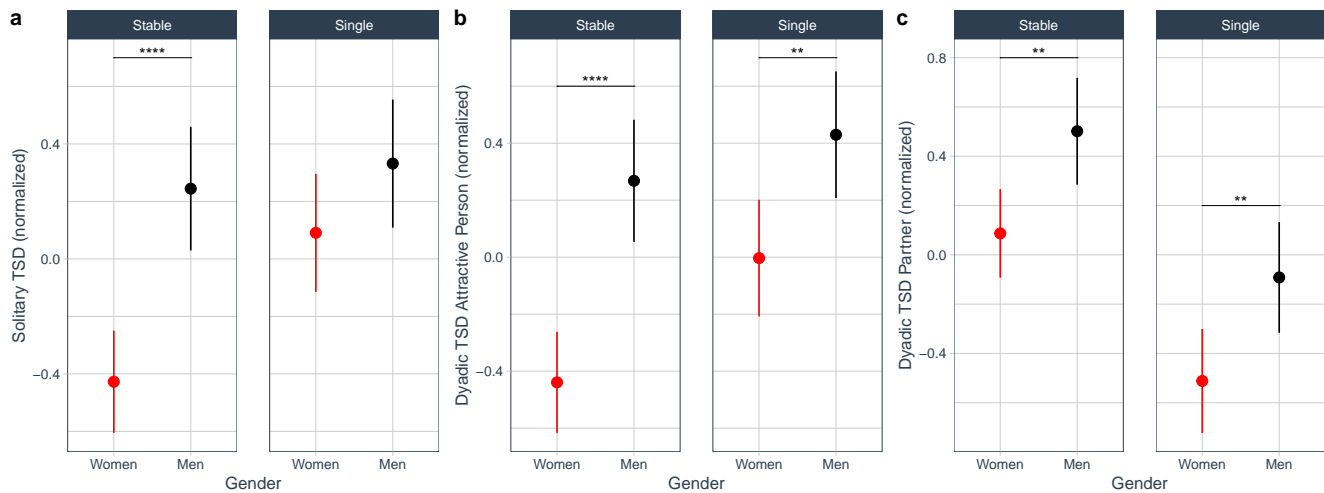 a
Stable
Single
****
Solitary TSD (normalized)
0.4
0.0
−0.4
Women
Men
Women
Men
Gender
b
Stable
Single
****
**
Dyadic TSD Attractive Person (normalized)
0.4
0.0
−0.4
Women
Men
Women
Men
Gender
c
Stable
Single
**
**
Dyadic TSD Partner (normalized)
0.8
0.4
0.0
−0.4
Women
Men
Women
Men
Gender